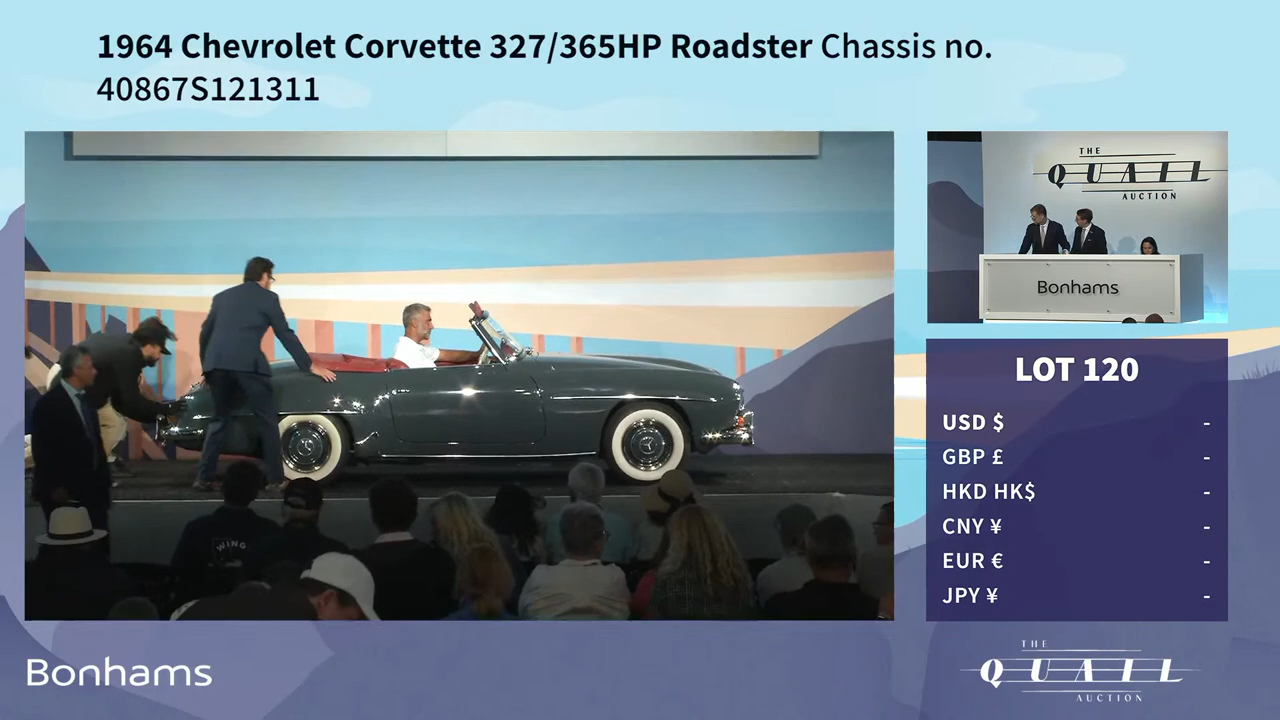 1964 Chevrolet Corvette 327/365HP Roadster Chassis no.
40867S121311
THE
QUAIL
AUCTION
Bonhams
WING
LOT 120
USD $ -
GBP £ -
HKD HK$ -
CNY ¥ -
EUR € -
JPY ¥ -
Bonhams
THE
QUAIL
AUCTION